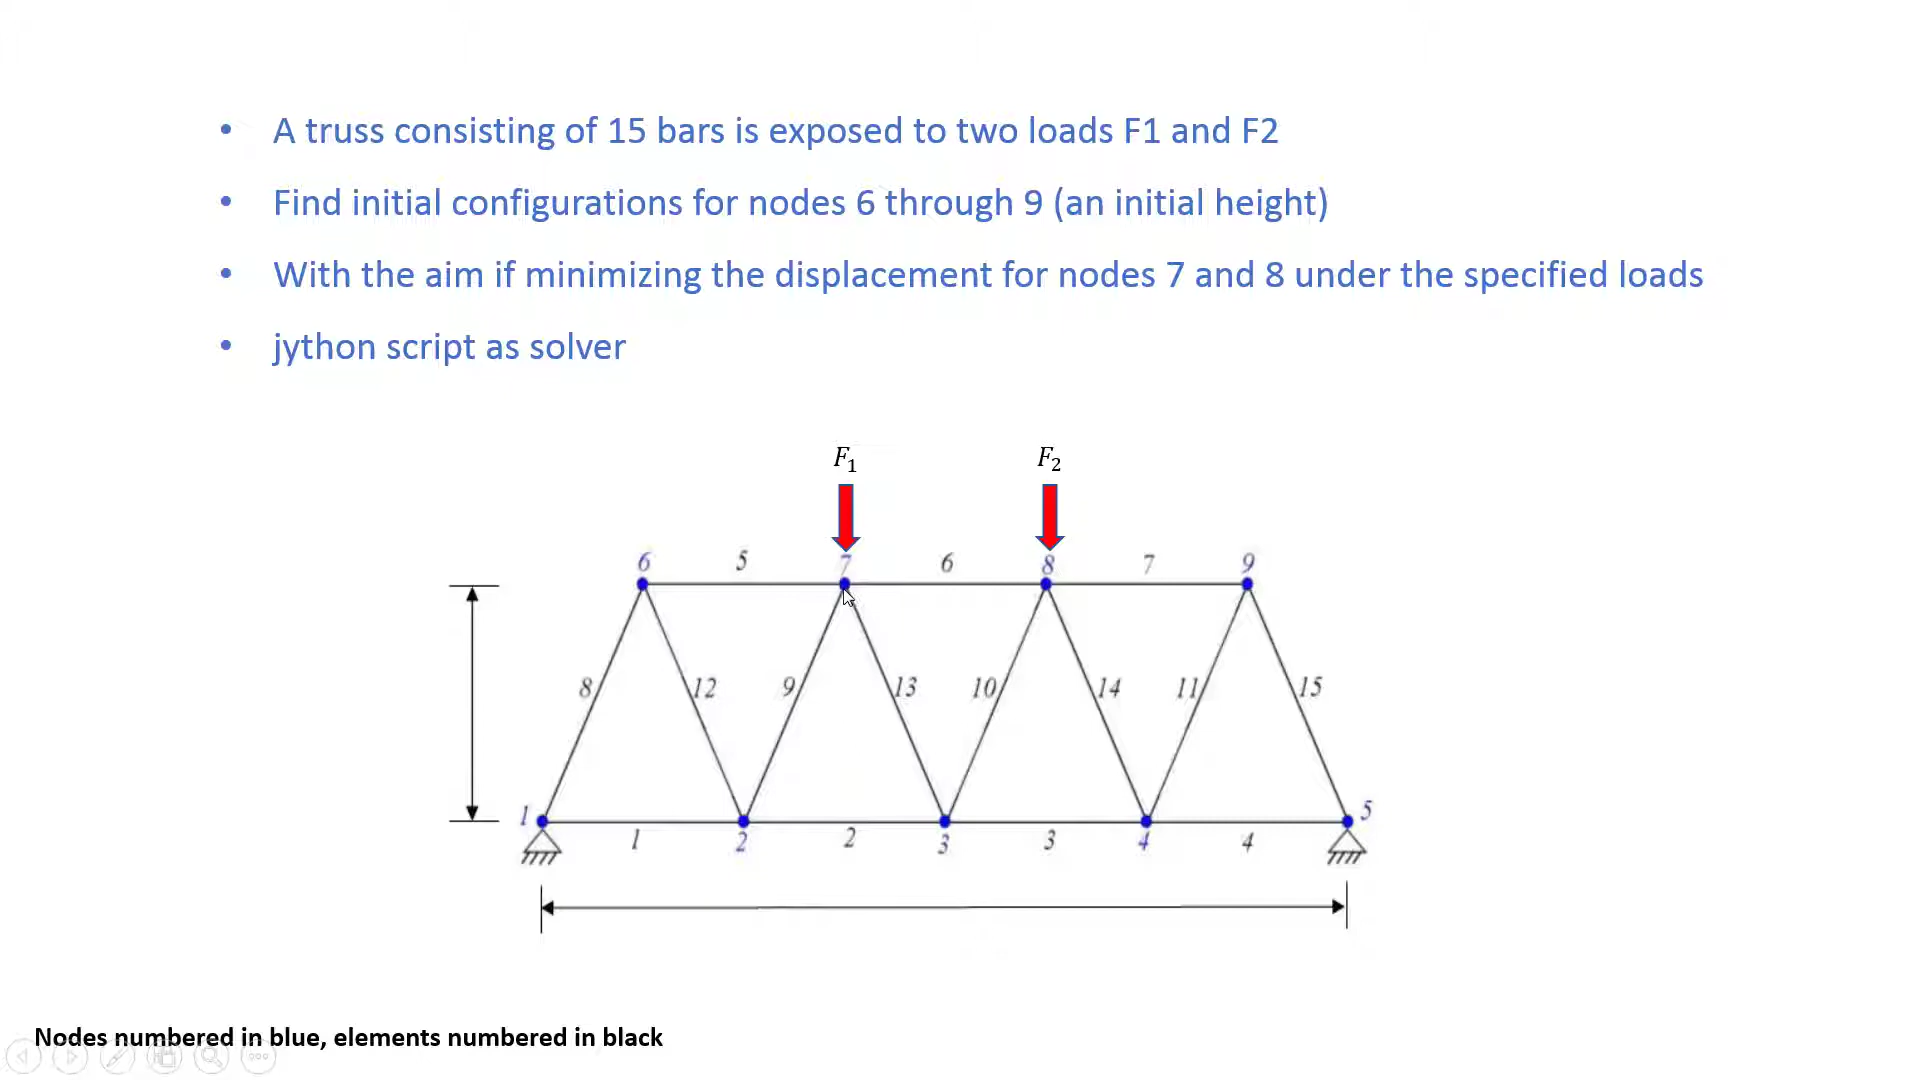 • A truss consisting of 15 bars is exposed to two loads F1 and F2
• Find initial configurations for nodes 6 through 9 (an initial height)
• With the aim if minimizing the displacement for nodes 7 and 8 under the specified loads
• jython script as solver
F₁ F₂
6 5 7 6 8 7 9
8 12 9 13 10 14 11 15
1 5
1 2 2 3 3 4 4
Nodes numbered in blue, elements numbered in black